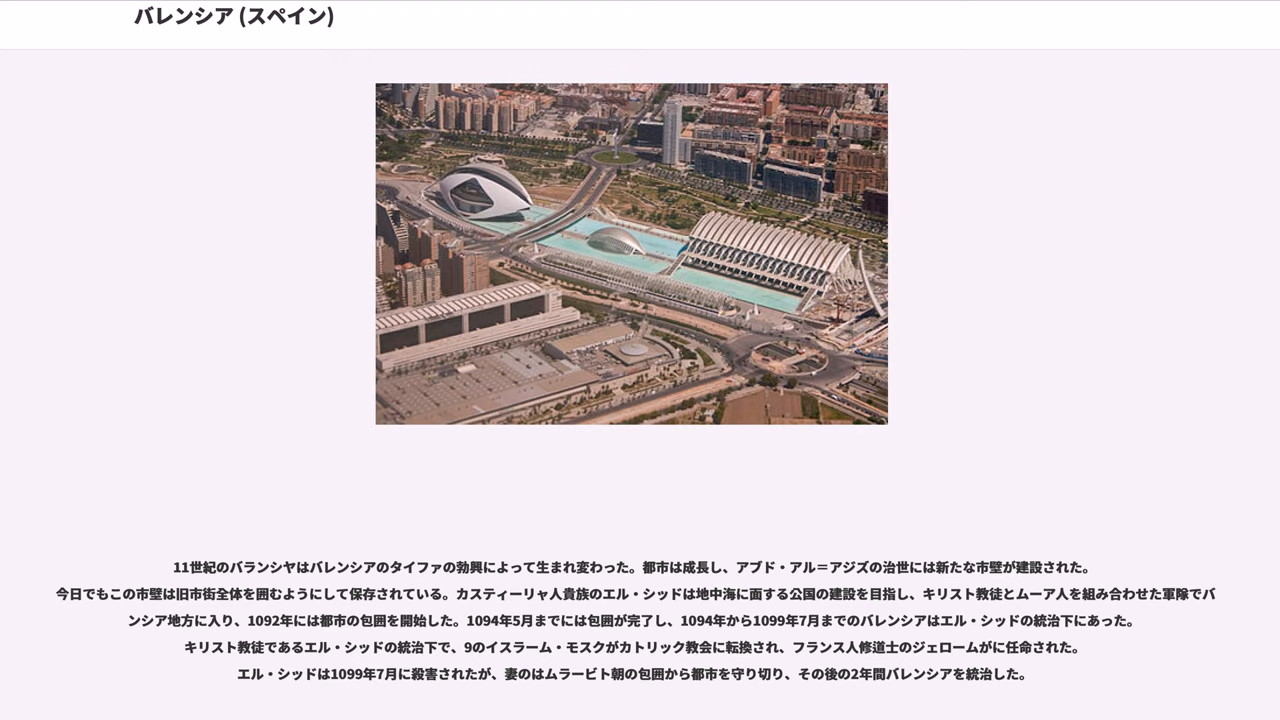 バレンシア (スペイン)
11世紀のバランシヤはバレンシアのタイファの勃興によって生まれ変わった。都市は成長し、アブド・アル＝アジズの治世には新たな市壁が建設された。
今日でもこの市壁は旧市街全体を囲むようにして保存されている。カスティーリャ人貴族のエル・シッドは地中海に面する公国の建設を目指し、キリスト教徒とムーア人を組み合わせた軍隊でバ
ンシア地方に入り、1092年には都市の包囲を開始した。1094年5月までには包囲が完了し、1094年から1099年7月までのバレンシアはエル・シッドの統治下にあった。
キリスト教徒であるエル・シッドの統治下で、9のイスラーム・モスクがカトリック教会に転換され、フランス人修道士のジェロームがに任命された。
エル・シッドは1099年7月に殺害されたが、妻のはムラービト朝の包囲から都市を守り切り、その後の2年間バレンシアを統治した。